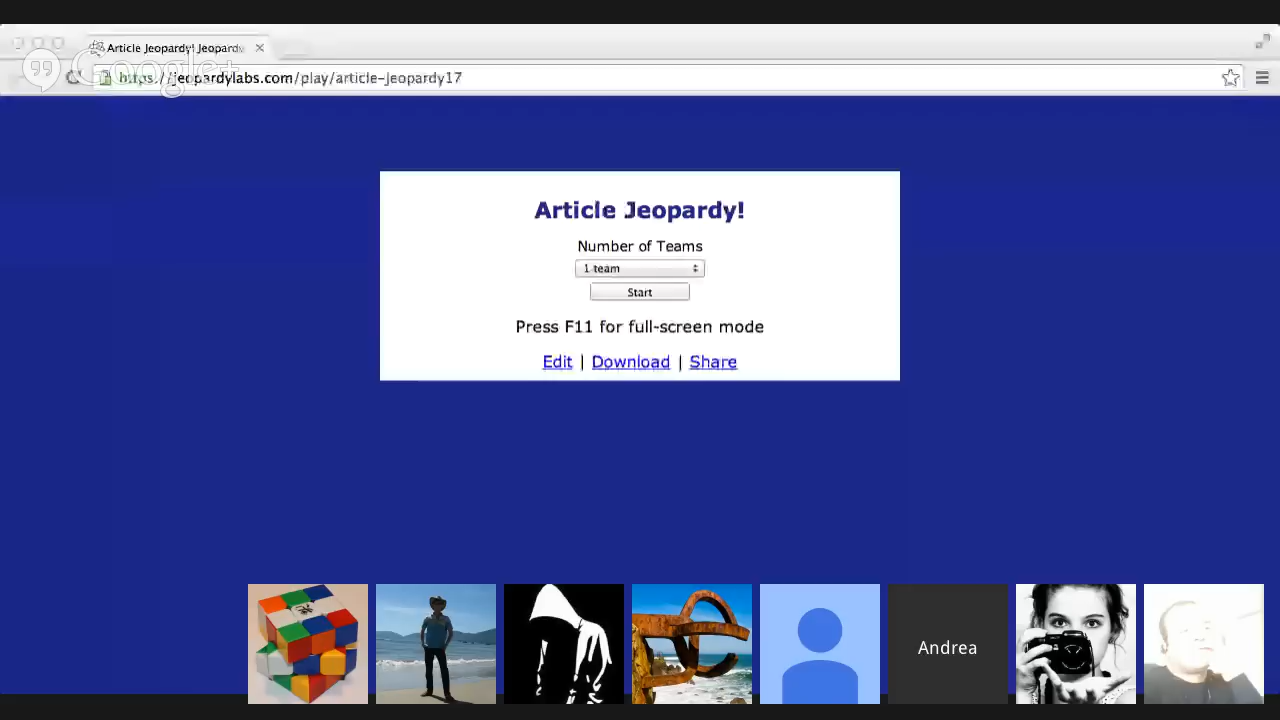 Article Jeopardy! Jeopardy
Google+
https://jeopardylabs.com/play/article-jeopardy17
Article Jeopardy!
Number of Teams
1 team
Start
Press F11 for full-screen mode
Edit | Download | Share
Andrea